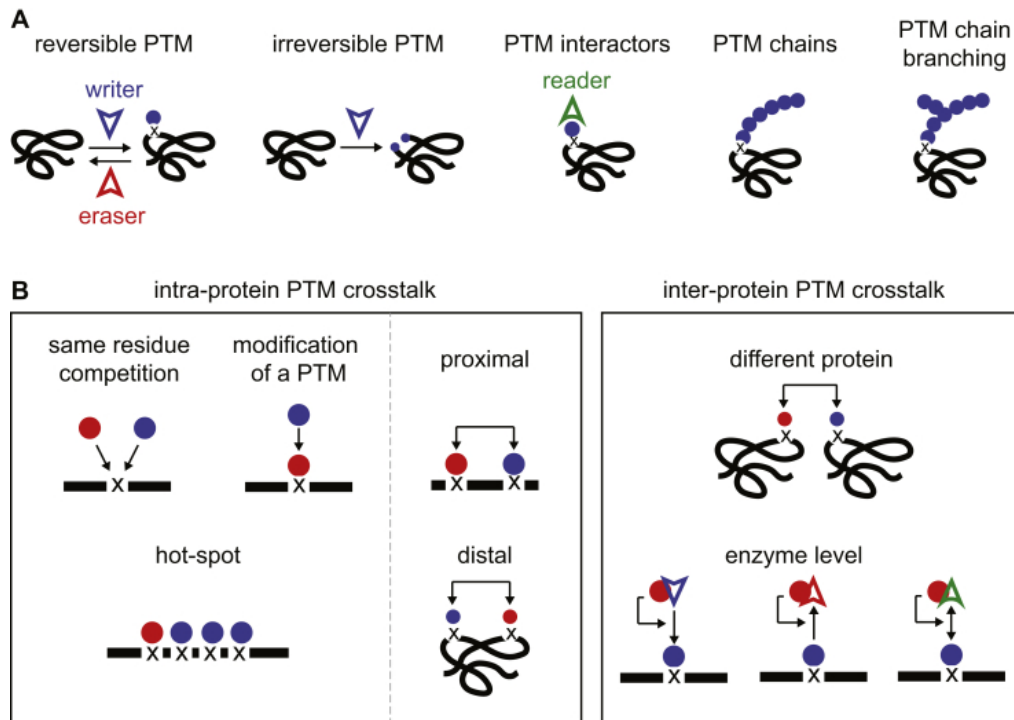 A
reversible PTM
irreversible PTM
PTM interactors
PTM chains
PTM chain
branching
writer
reader
x
x
x
x
eraser
B
intra-protein PTM crosstalk
inter-protein PTM crosstalk
same residue
competition
modification
of a PTM
proximal
different protein
X
X
X
X
X
X
hot-spot
distal
enzyme level
X
X
X
X
X
X
X
X
X